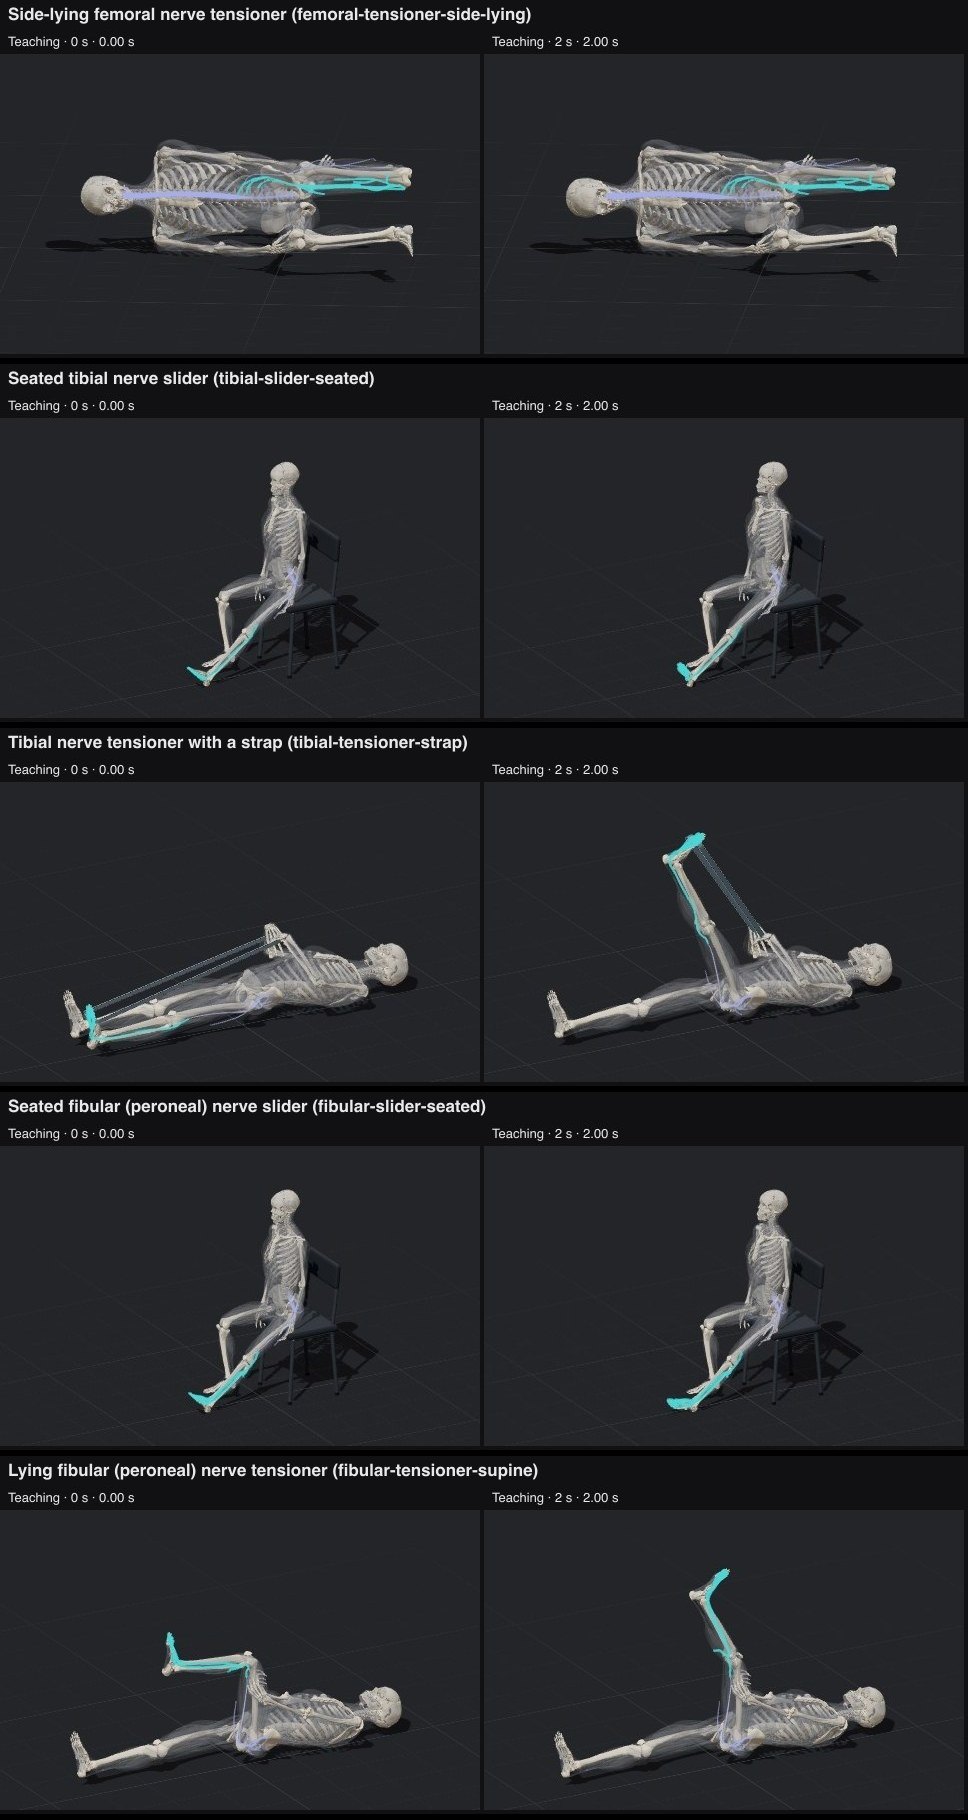 Side-lying femoral nerve tensioner (femoral-tensioner-side-lying)
Teaching · 0 s · 0.00 s
Teaching · 2 s · 2.00 s
Seated tibial nerve slider (tibial-slider-seated)
Teaching · 0 s · 0.00 s
Teaching · 2 s · 2.00 s
Tibial nerve tensioner with a strap (tibial-tensioner-strap)
Teaching · 0 s · 0.00 s
Teaching · 2 s · 2.00 s
Seated fibular (peroneal) nerve slider (fibular-slider-seated)
Teaching · 0 s · 0.00 s
Teaching · 2 s · 2.00 s
Lying fibular (peroneal) nerve tensioner (fibular-tensioner-supine)
Teaching · 0 s · 0.00 s
Teaching · 2 s · 2.00 s